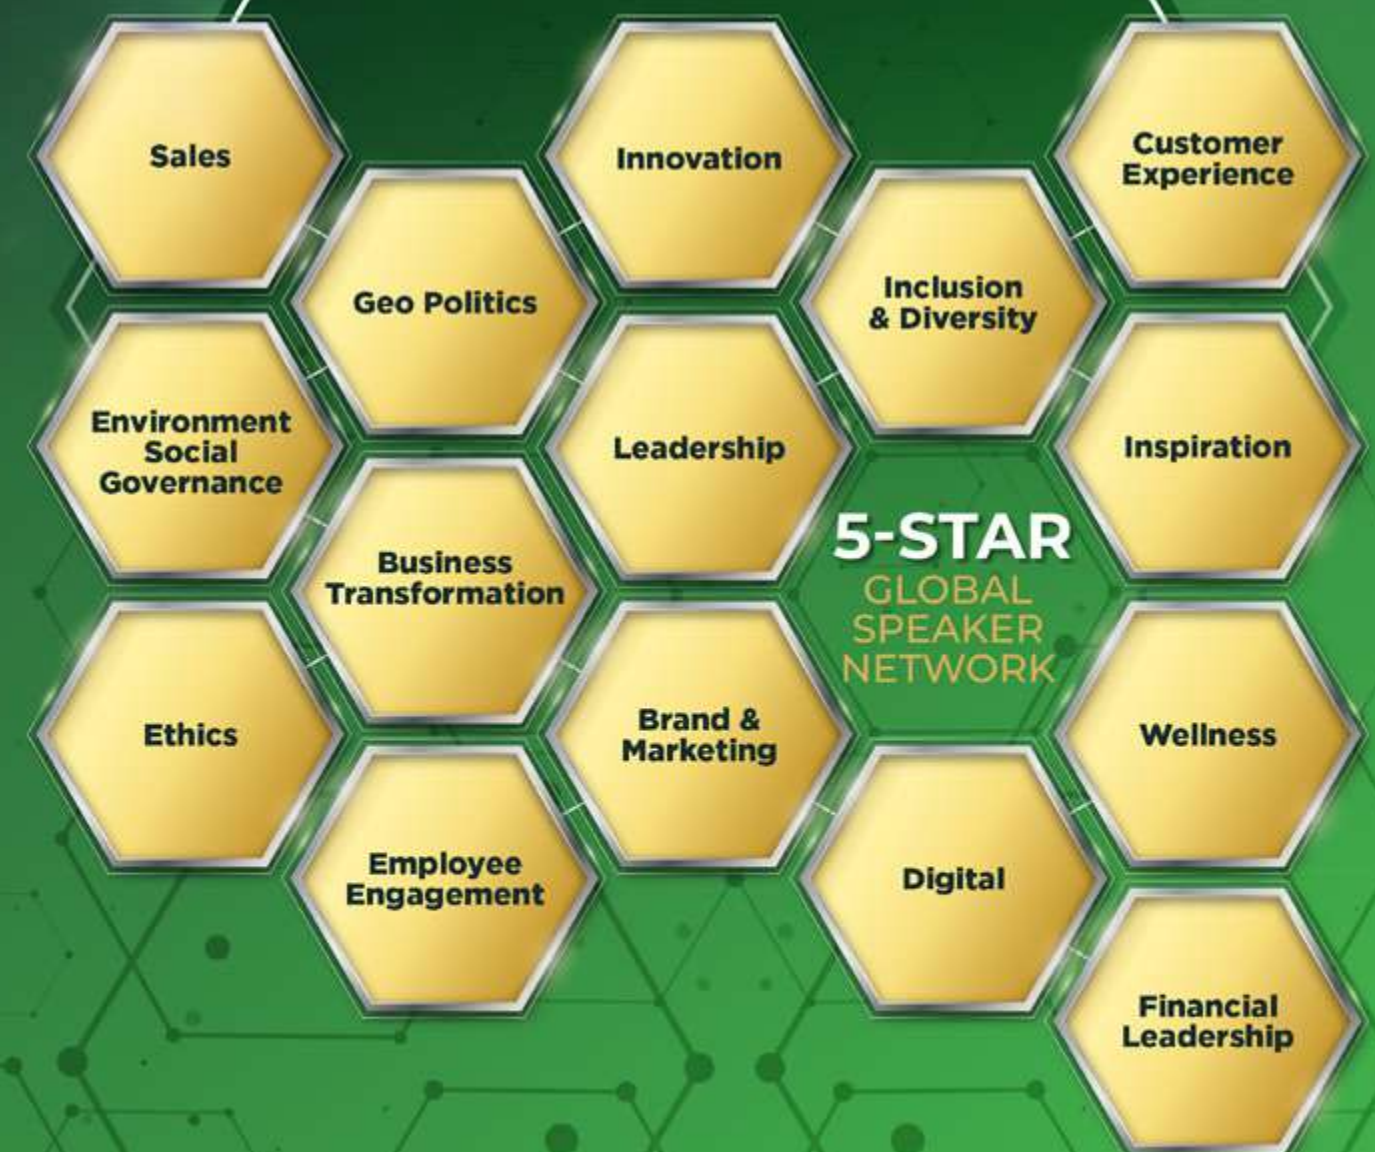 Sales
Innovation
Customer
Experience
Geo Politics
Inclusion
& Diversity
Environment
Social
Governance
Leadership
Inspiration
Business
Transformation
5-STAR
GLOBAL
SPEAKER
NETWORK
Ethics
Brand &
Marketing
Wellness
Employee
Engagement
Digital
Financial
Leadership